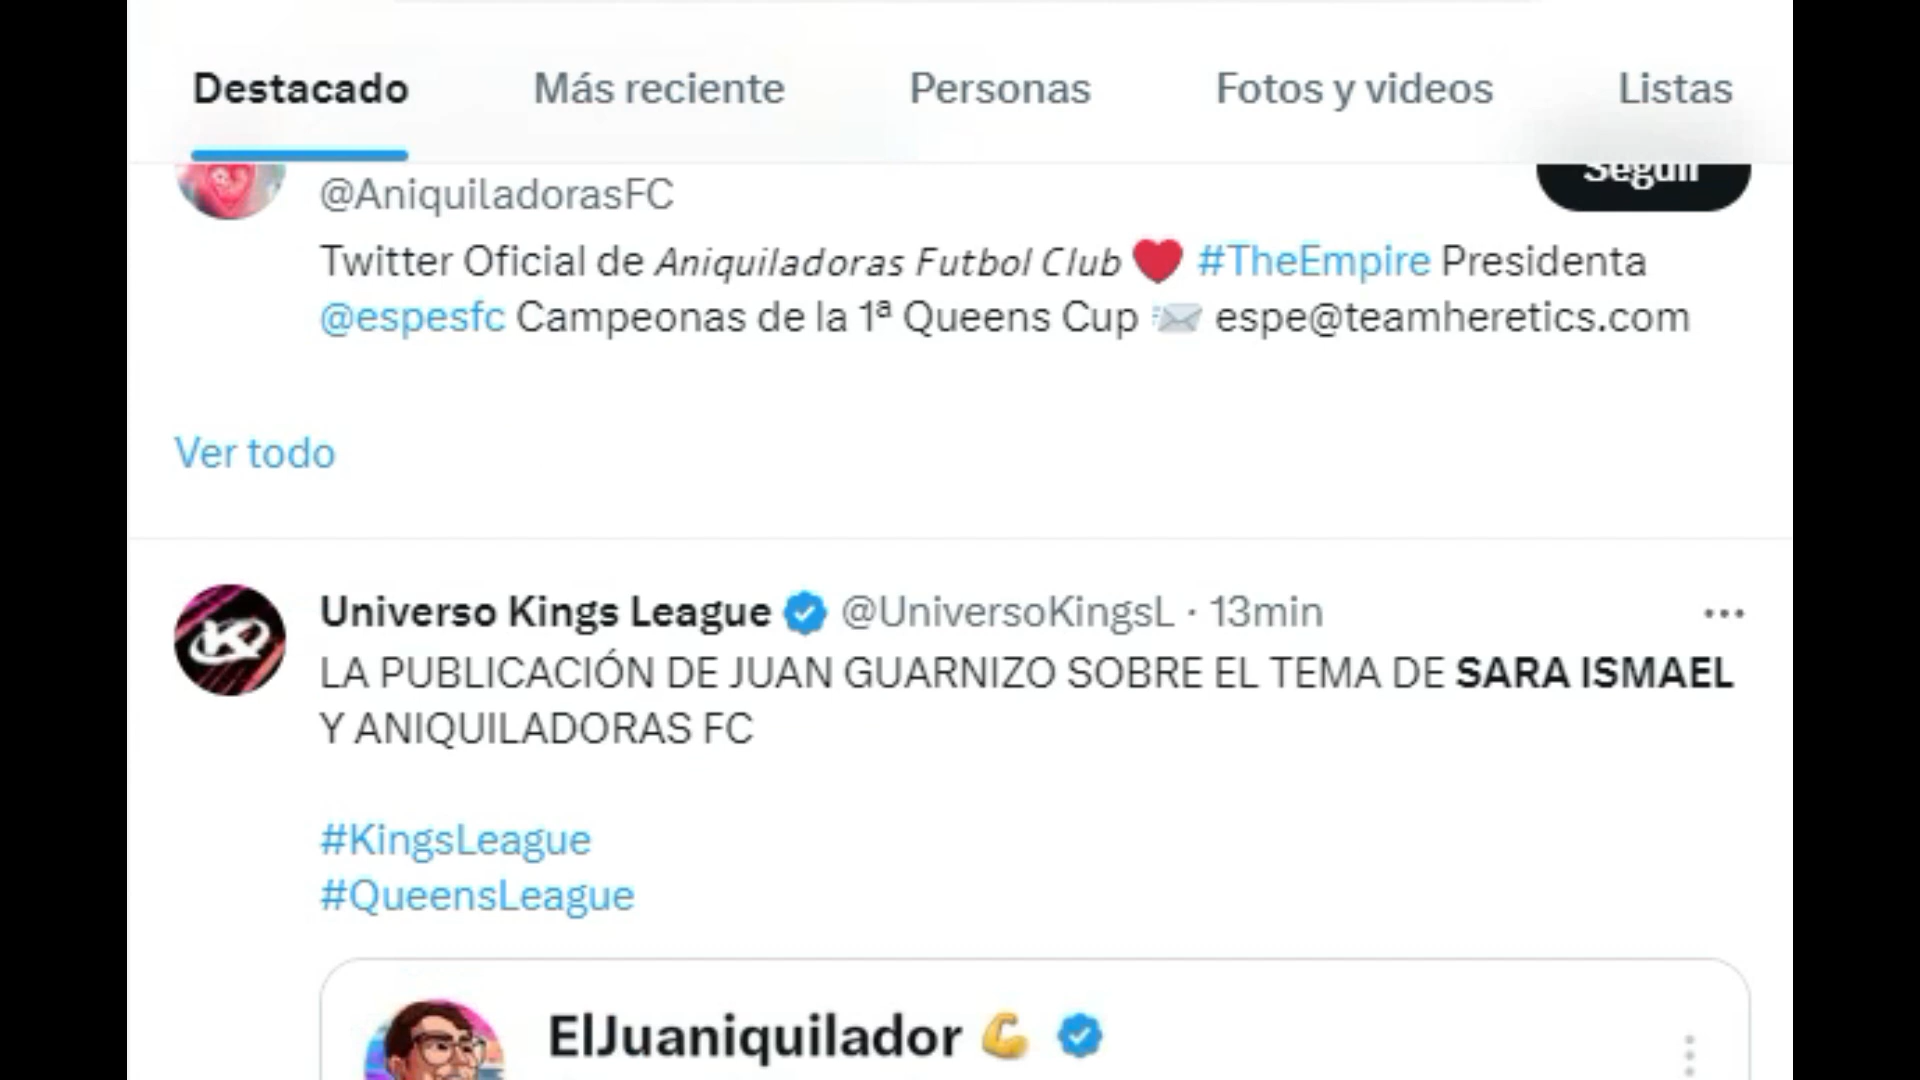 Destacado Más reciente Personas Fotos y videos Listas
Seguir
@AniquiladorasFC
Twitter Oficial de Aniquiladoras Futbol Club ❤️ #TheEmpire Presidenta
@espesfc Campeonas de la 1ª Queens Cup 📨 espe@teamheretics.com
Ver todo
Universo Kings League @UniversoKingsL · 13min
LA PUBLICACIÓN DE JUAN GUARNIZO SOBRE EL TEMA DE SARA ISMAEL
Y ANIQUILADORAS FC
#KingsLeague
#QueensLeague
ElJuaniquilador 💪